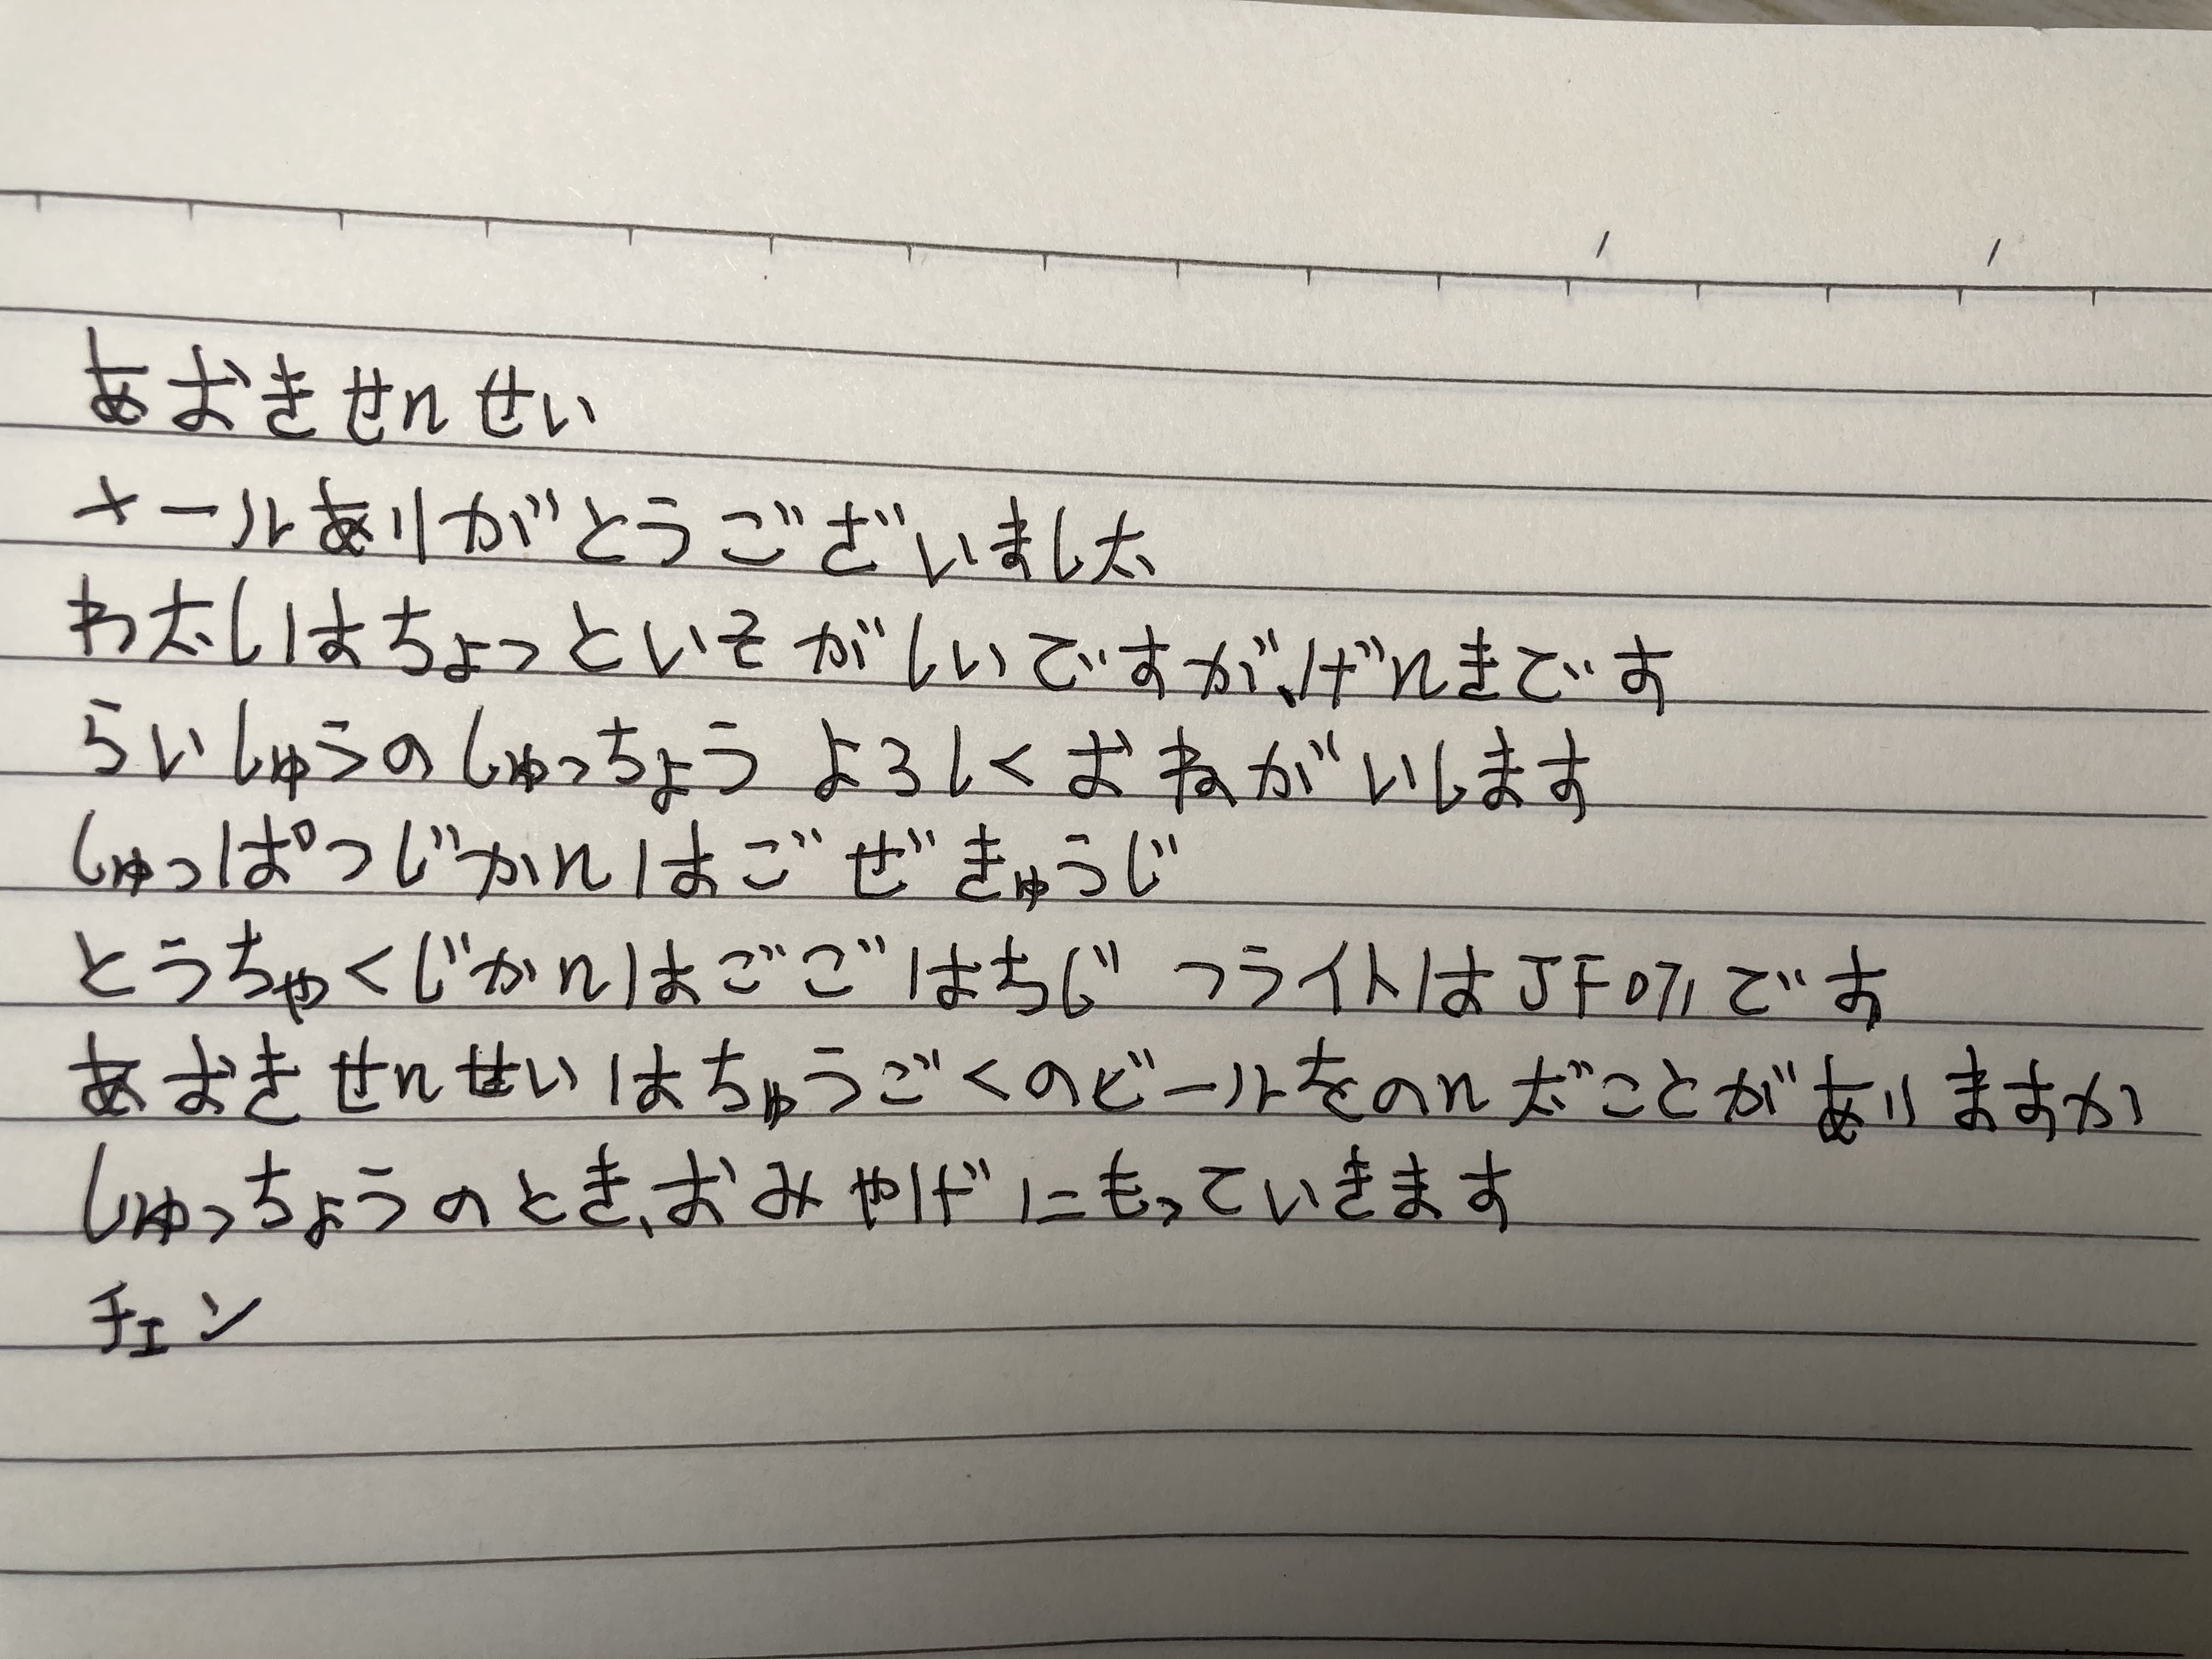 あおきせんせい
メールありがとうございました
わたしはちょっといそがしいですが、げんきです
らいしゅうのしゅっちょう よろしくおねがいします
しゅっぱつじかんはごぜきゅうじ
とうちゃくじかんはごごはちじ フライトはJF071です
あおきせんせいはちゅうごくのビールをのんだことがありますか
しゅっちょうのとき、おみやげにもっていきます
チェン